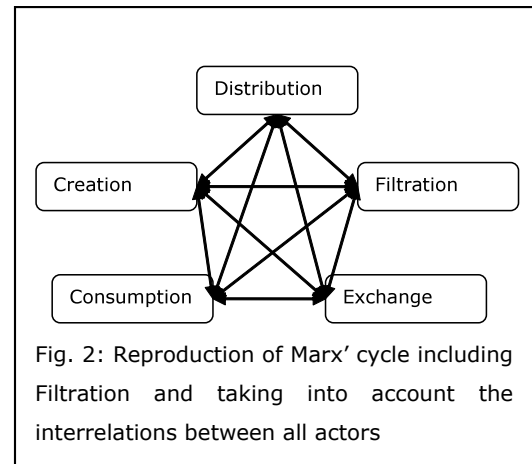 Distribution
Creation
Filtration
Consumption
Exchange
Fig. 2: Reproduction of Marx’ cycle including
Filtration and taking into account the
interrelations between all actors